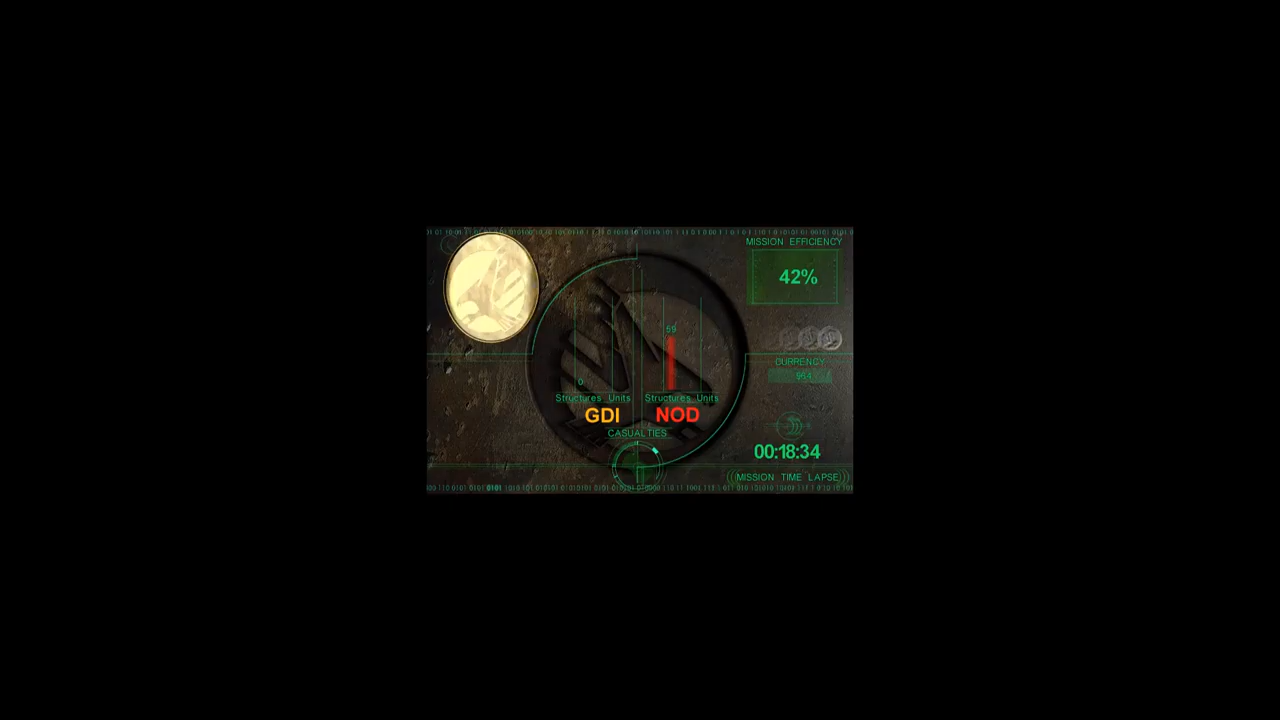 MISSION EFFICIENCY
42%
CURRENCY
964
59
0
Structures Units
Structures Units
GDI
NOD
CASUALTIES
00:18:34
MISSION TIME LAPSE